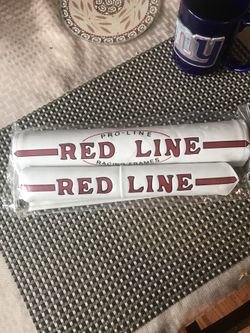 PRO-LINE
RED LINE
RACING FRAMES
RED LINE